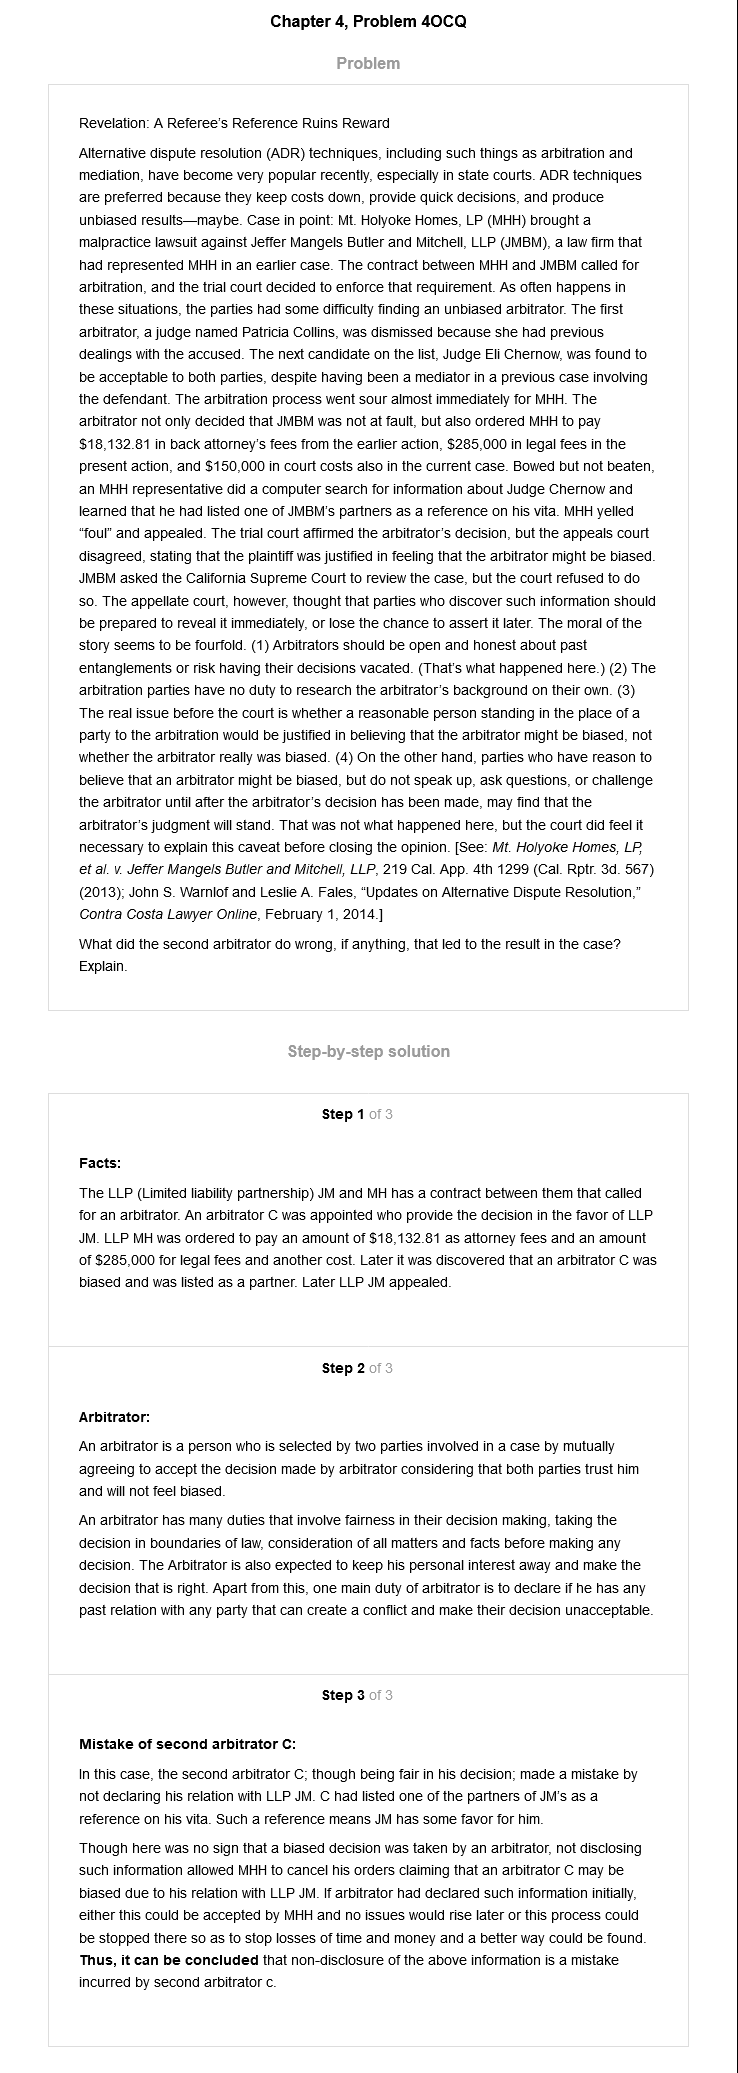 Chapter 4, Problem 4OCQ
Problem
Revelation: A Referee's Reference Ruins Reward
Alternative dispute resolution (ADR) techniques, including such things as arbitration and
mediation, have become very popular recently, especially in state courts. ADR techniques
are preferred because they keep costs down, provide quick decisions, and produce
unbiased results—maybe. Case in point: Mt. Holyoke Homes, LP (MHH) brought a
malpractice lawsuit against Jeffer Mangels Butler and Mitchell, LLP (JMBM), a law firm that
had represented MHH in an earlier case. The contract between MHH and JMBM called for
arbitration, and the trial court decided to enforce that requirement. As often happens in
these situations, the parties had some difficulty finding an unbiased arbitrator. The first
arbitrator, a judge named Patricia Collins, was dismissed because she had previous
dealings with the accused. The next candidate on the list, Judge Eli Chernow, was found to
be acceptable to both parties, despite having been a mediator in a previous case involving
the defendant. The arbitration process went sour almost immediately for MHH. The
arbitrator not only decided that JMBM was not at fault, but also ordered MHH to pay
$18,132.81 in back attorney's fees from the earlier action, $285,000 in legal fees in the
present action, and $150,000 in court costs also in the current case. Bowed but not beaten,
an MHH representative did a computer search for information about Judge Chernow and
learned that he had listed one of JMBM's partners as a reference on his vita. MHH yelled
“foul” and appealed. The trial court affirmed the arbitrator's decision, but the appeals court
disagreed, stating that the plaintiff was justified in feeling that the arbitrator might be biased.
JMBM asked the California Supreme Court to review the case, but the court refused to do
so. The appellate court, however, thought that parties who discover such information should
be prepared to reveal it immediately, or lose the chance to assert it later. The moral of the
story seems to be fourfold. (1) Arbitrators should be open and honest about past
entanglements or risk having their decisions vacated. (That's what happened here.) (2) The
arbitration parties have no duty to research the arbitrator's background on their own. (3)
The real issue before the court is whether a reasonable person standing in the place of a
party to the arbitration would be justified in believing that the arbitrator might be biased, not
whether the arbitrator really was biased. (4) On the other hand, parties who have reason to
believe that an arbitrator might be biased, but do not speak up, ask questions, or challenge
the arbitrator until after the arbitrator's decision has been made, may find that the
arbitrator's judgment will stand. That was not what happened here, but the court did feel it
necessary to explain this caveat before closing the opinion. [See: Mt. Holyoke Homes, LP,
et al. v. Jeffer Mangels Butler and Mitchell, LLP, 219 Cal. App. 4th 1299 (Cal. Rptr. 3d. 567)
(2013); John S. Warnlof and Leslie A. Fales, “Updates on Alternative Dispute Resolution,”
Contra Costa Lawyer Online, February 1, 2014.]
What did the second arbitrator do wrong, if anything, that led to the result in the case?
Explain.
Step-by-step solution
Step 1 of 3
Facts:
The LLP (Limited liability partnership) JM and MH has a contract between them that called
for an arbitrator. An arbitrator C was appointed who provide the decision in the favor of LLP
JM. LLP MH was ordered to pay an amount of $18,132.81 as attorney fees and an amount
of $285,000 for legal fees and another cost. Later it was discovered that an arbitrator C was
biased and was listed as a partner. Later LLP JM appealed.
Step 2 of 3
Arbitrator:
An arbitrator is a person who is selected by two parties involved in a case by mutually
agreeing to accept the decision made by arbitrator considering that both parties trust him
and will not feel biased.
An arbitrator has many duties that involve fairness in their decision making, taking the
decision in boundaries of law, consideration of all matters and facts before making any
decision. The Arbitrator is also expected to keep his personal interest away and make the
decision that is right. Apart from this, one main duty of arbitrator is to declare if he has any
past relation with any party that can create a conflict and make their decision unacceptable.
Step 3 of 3
Mistake of second arbitrator C:
In this case, the second arbitrator C; though being fair in his decision; made a mistake by
not declaring his relation with LLP JM. C had listed one of the partners of JM's as a
reference on his vita. Such a reference means JM has some favor for him.
Though here was no sign that a biased decision was taken by an arbitrator, not disclosing
such information allowed MHH to cancel his orders claiming that an arbitrator C may be
biased due to his relation with LLP JM. If arbitrator had declared such information initially,
either this could be accepted by MHH and no issues would rise later or this process could
be stopped there so as to stop losses of time and money and a better way could be found.
Thus, it can be concluded that non-disclosure of the above information is a mistake
incurred by second arbitrator c.